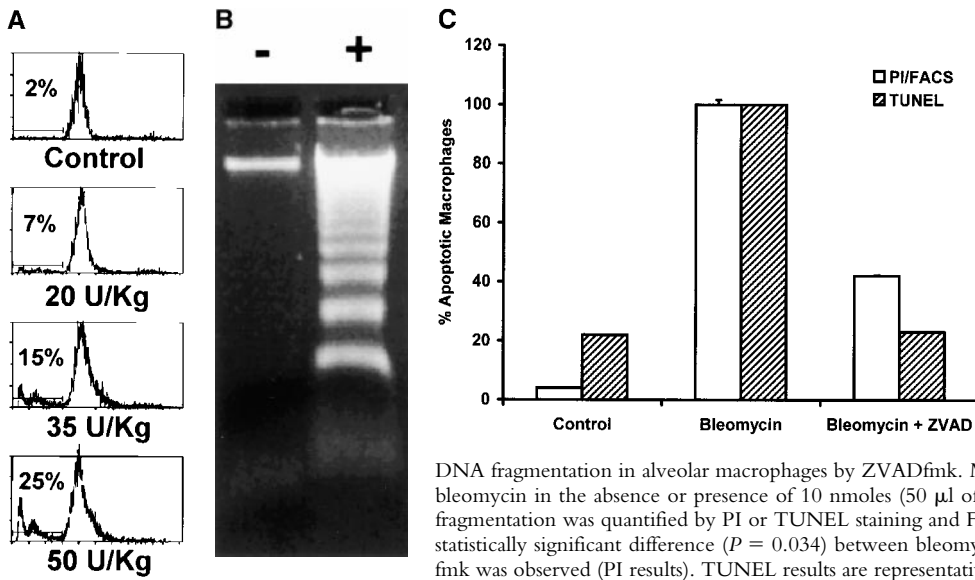 A
2%
Control
7%
20 U/Kg
15%
35 U/Kg
25%
50 U/Kg
B
- +
C
% Apoptotic Macrophages
120
100
80
60
40
20
0
PI/FACS
TUNEL
Control Bleomycin Bleomycin + ZVAD
DNA fragmentation in alveolar macrophages by ZVADfmk. M
bleomycin in the absence or presence of 10 nmoles (50 µl of
fragmentation was quantified by PI or TUNEL staining and F
statistically significant difference (P = 0.034) between bleomy
fmk was observed (PI results). TUNEL results are representati